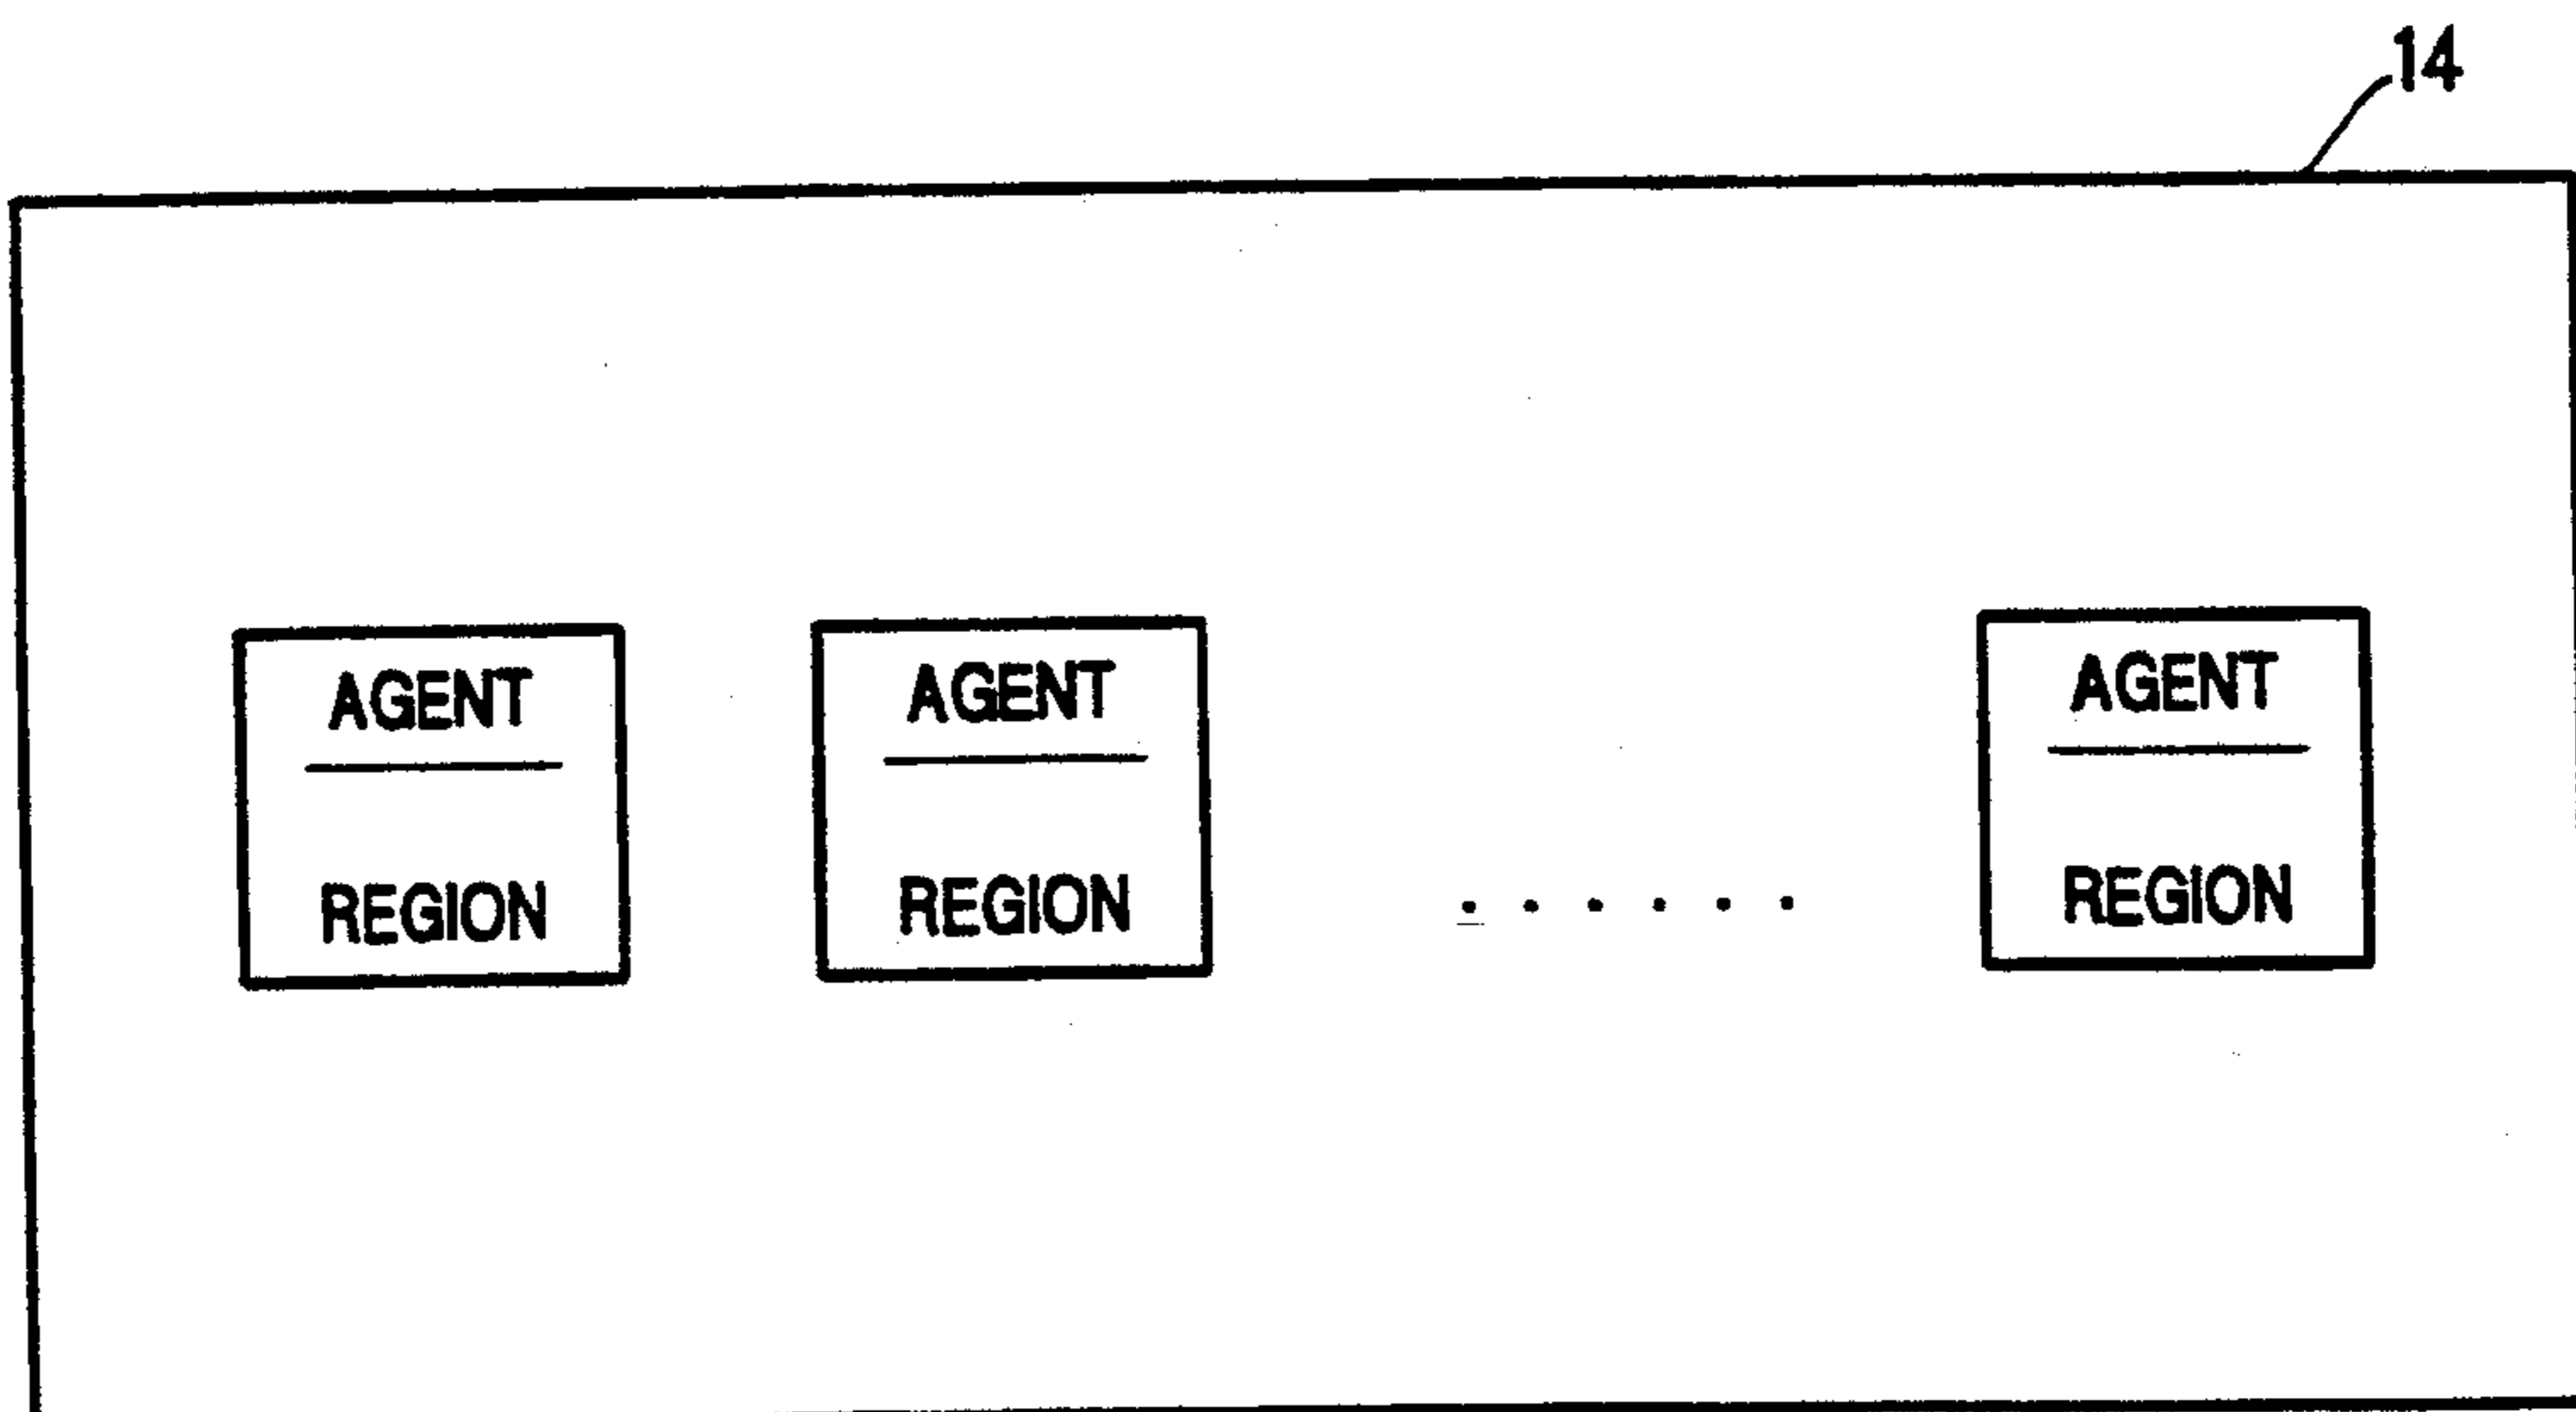 14
AGENT
REGION
AGENT
REGION
......
AGENT
REGION